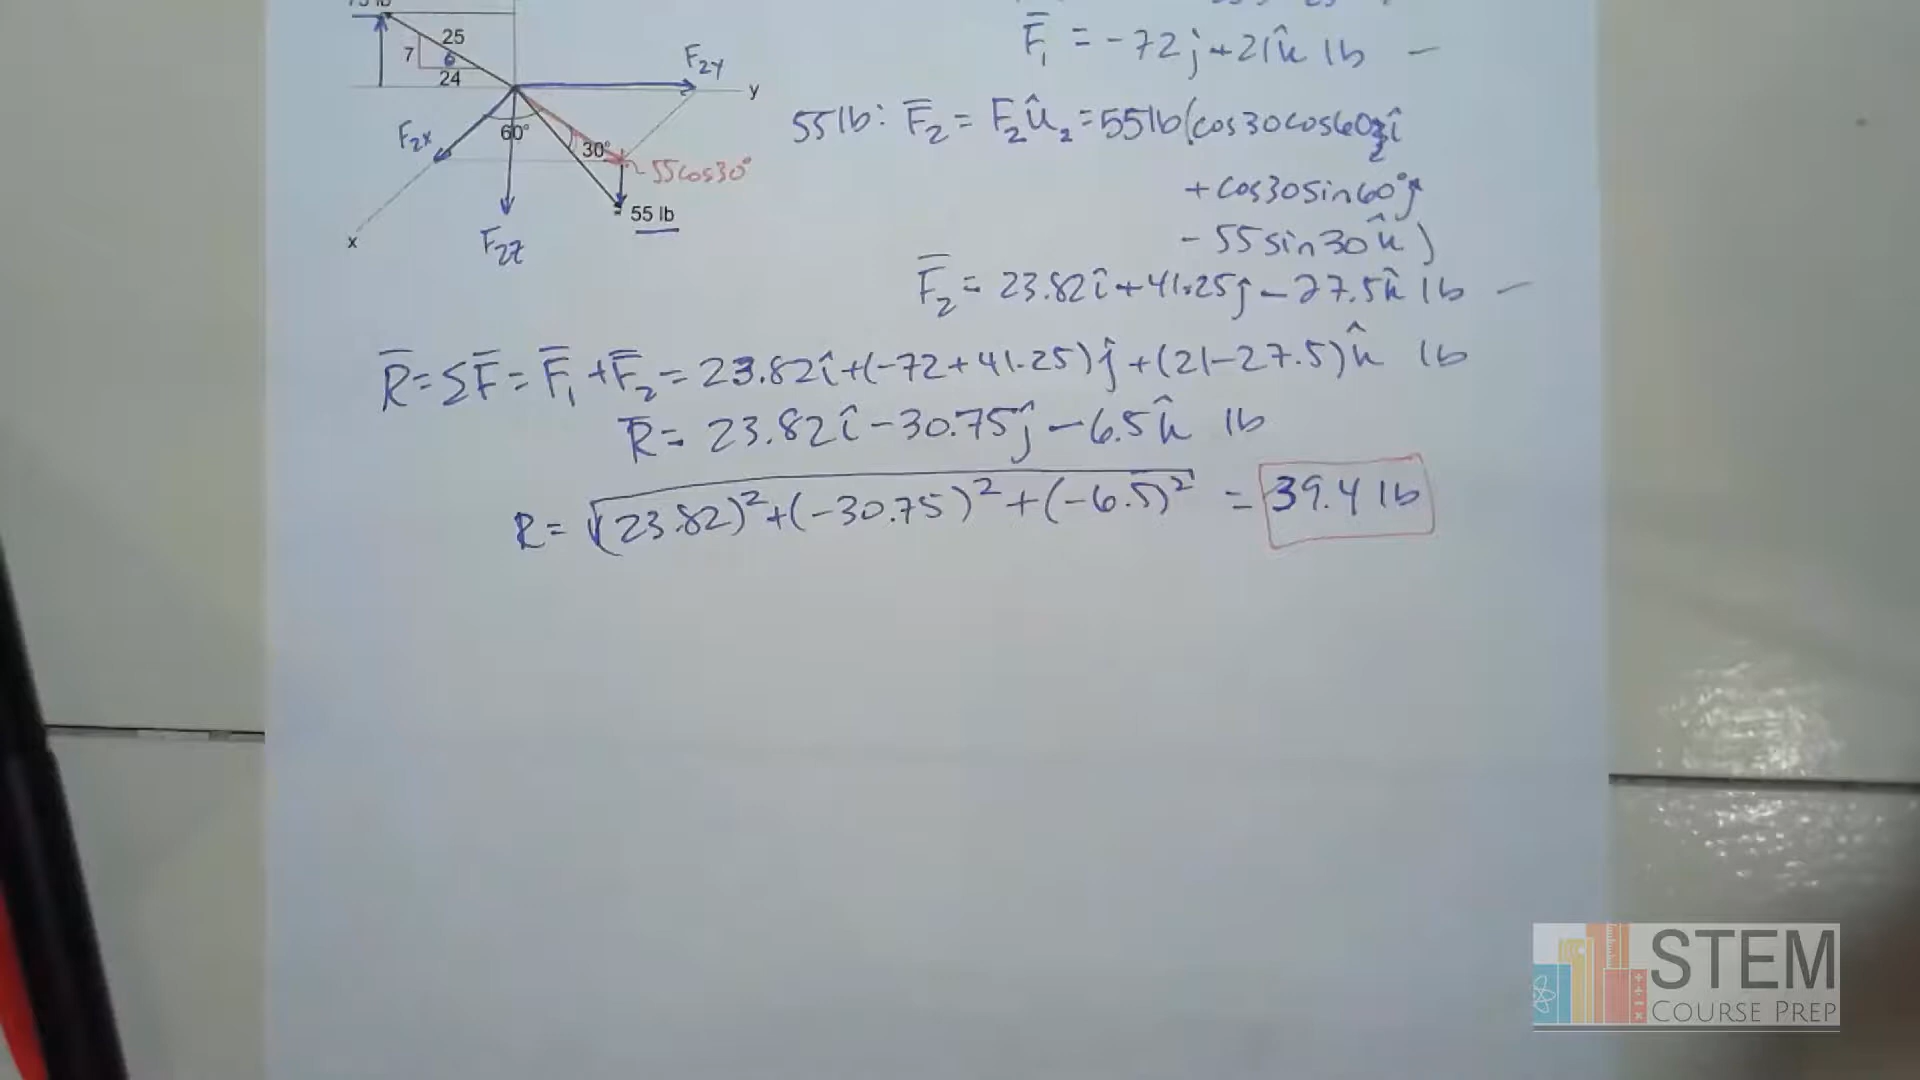 25
7
24
F₂y
y
F₂x
60°
30°
55cos30°
55 lb
x
F₂z
F̄₁ = -72ĵ + 21k̂ lb —
55 lb: F̄₂ = F₂û₂ = 55lb(cos30cos60î
+ cos30sin60°ĵ
- 55sin30k̂)
F̄₂ = 23.82î + 41.25ĵ - 27.5k̂ lb —
R̄ = ΣF̄ = F̄₁ + F̄₂ = 23.82î + (-72 + 41.25)ĵ + (21 - 27.5)k̂ lb
R̄ = 23.82î - 30.75ĵ - 6.5k̂ lb
R = √(23.82)² + (-30.75)² + (-6.5)² = 39.4 lb
STEM
COURSE PREP